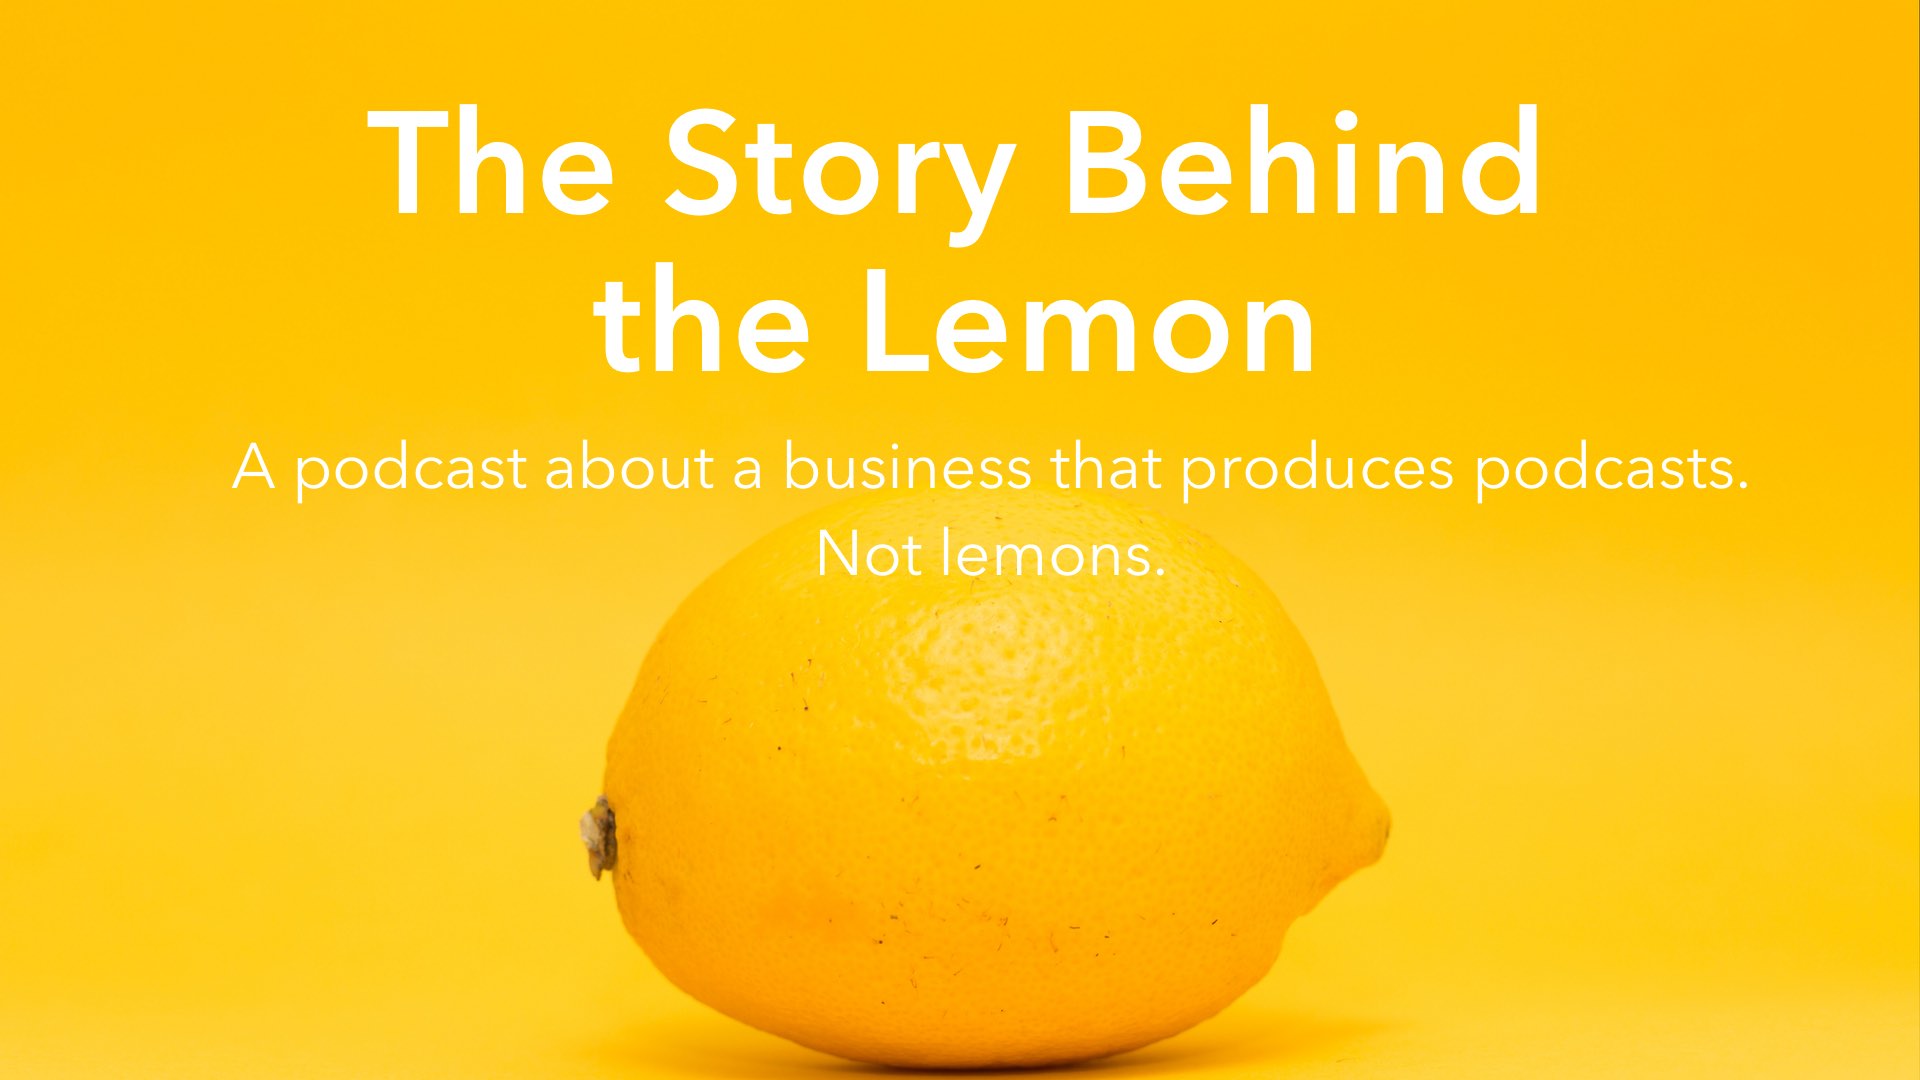 The Story Behind
the Lemon
A podcast about a business that produces podcasts.
Not lemons.